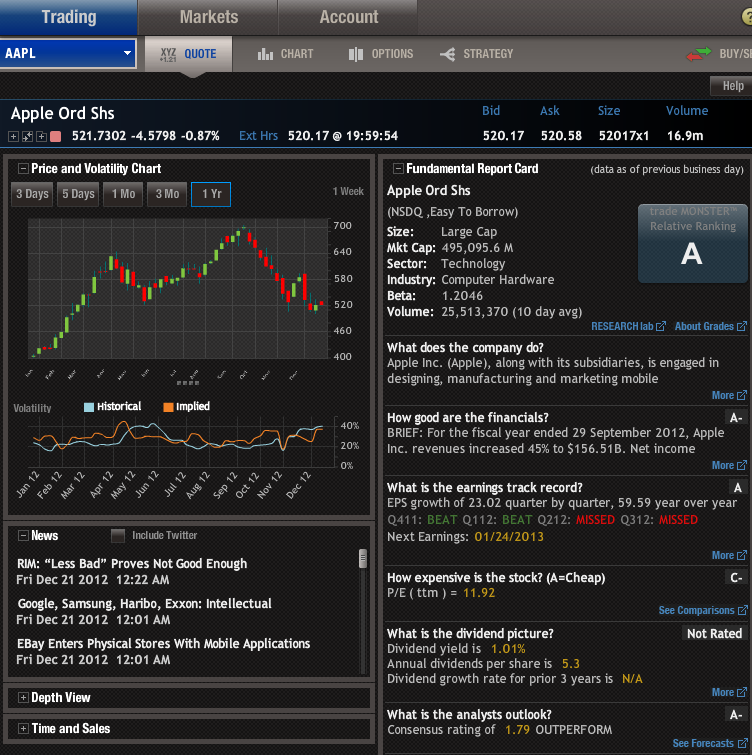 Trading Markets Account
AAPL XYZ +1.21 QUOTE CHART OPTIONS STRATEGY
Help
Apple Ord Shs Bid Ask Size Volume
521.7302 -4.5798 -0.87% Ext Hrs 520.17 @ 19:59:54 520.17 520.58 52017x1 16.9m
Price and Volatility Chart
3 Days 5 Days 1 Mo 3 Mo 1 Yr 1 Week
700
640
580
520
460
400
Volatility Historical Implied
40%
20%
0%
Jan 12 Feb 12 Mar 12 Apr 12 May 12 Jun 12 Jul 12 Aug 12 Sep 12 Oct 12 Nov 12 Dec 12
News Include Twitter
RIM: “Less Bad” Proves Not Good Enough
Fri Dec 21 2012 12:22 AM
Google, Samsung, Haribo, Exxon: Intellectual
Fri Dec 21 2012 12:01 AM
EBay Enters Physical Stores With Mobile Applications
Fri Dec 21 2012 12:01 AM
Depth View
Time and Sales
Fundamental Report Card (data as of previous business day)
Apple Ord Shs
(NSDQ ,Easy To Borrow)
Size: Large Cap
Mkt Cap: 495,095.6 M
Sector: Technology
Industry: Computer Hardware
Beta: 1.2046
Volume: 25,513,370 (10 day avg)
trade MONSTER™
Relative Ranking
A
RESEARCH lab About Grades
What does the company do?
Apple Inc. (Apple), along with its subsidiaries, is engaged in
designing, manufacturing and marketing mobile
More
How good are the financials? A-
BRIEF: For the fiscal year ended 29 September 2012, Apple
Inc. revenues increased 45% to $156.51B. Net income
More
What is the earnings track record? A
EPS growth of 23.02 quarter by quarter, 59.59 year over year
Q411: BEAT Q112: BEAT Q212: MISSED Q312: MISSED
Next Earnings: 01/24/2013
More
How expensive is the stock? (A=Cheap) C-
P/E ( ttm ) = 11.92
See Comparisons
What is the dividend picture? Not Rated
Dividend yield is 1.01%
Annual dividends per share is 5.3
Dividend growth rate for prior 3 years is N/A
More
What is the analysts outlook? A-
Consensus rating of 1.79 OUTPERFORM
See Forecasts